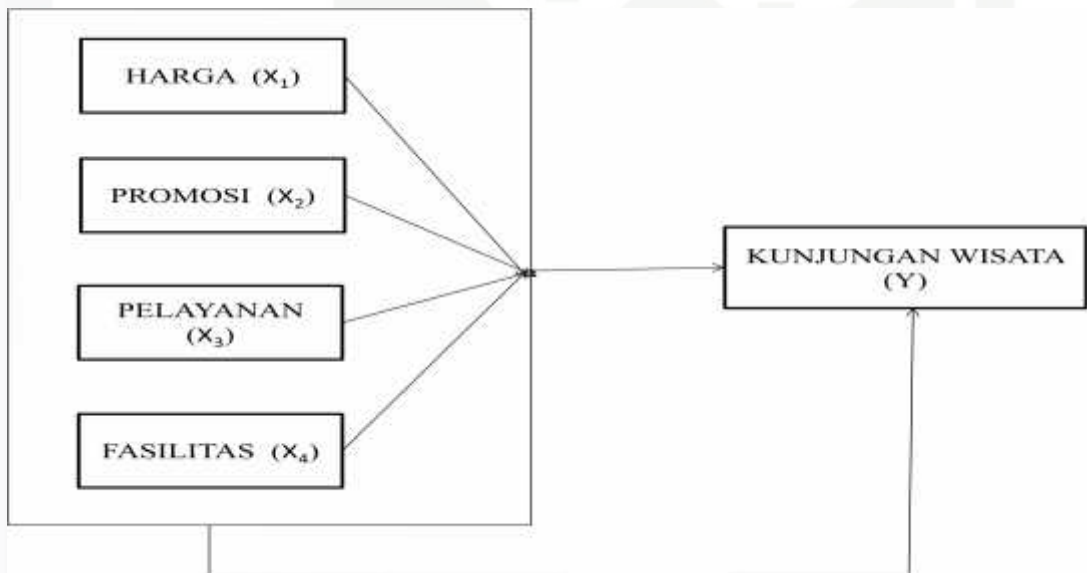 HARGA (X₁)
PROMOSI (X₂)
PELAYANAN
(X₃)
FASILITAS (X₄)
KUNJUNGAN WISATA
(Y)